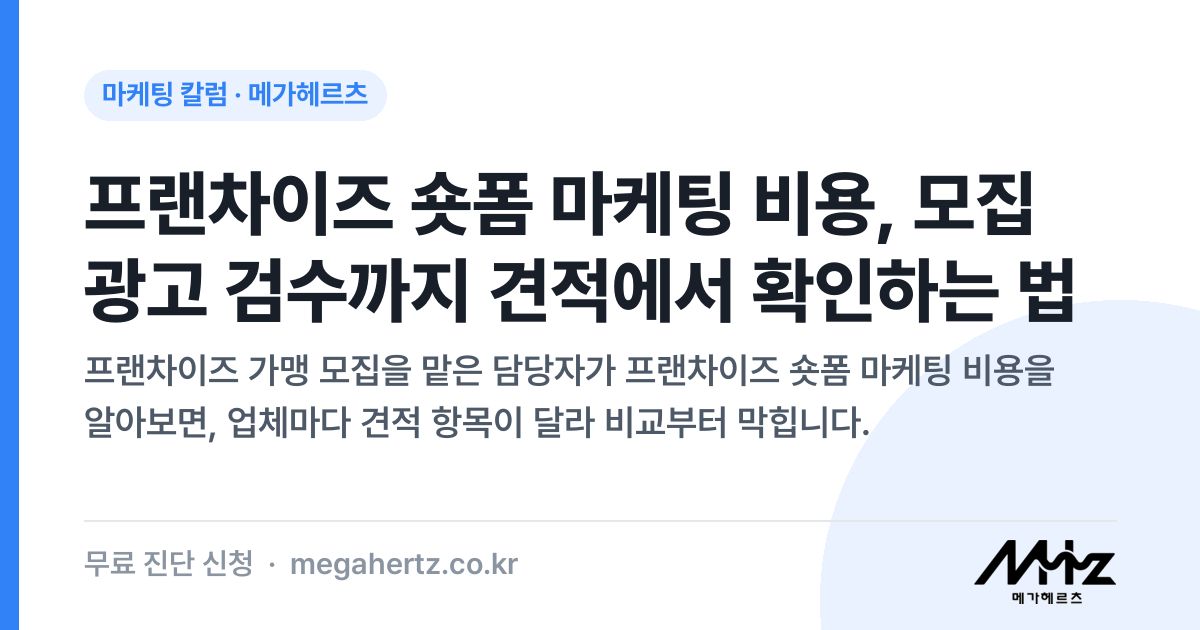 마케팅 칼럼 · 메가헤르츠
프랜차이즈 숏폼 마케팅 비용, 모집
광고 검수까지 견적에서 확인하는 법
프랜차이즈 가맹 모집을 맡은 담당자가 프랜차이즈 숏폼 마케팅 비용을
알아보면, 업체마다 견적 항목이 달라 비교부터 막힙니다.
무료 진단 신청 · megahertz.co.kr
MHz
메가헤르츠